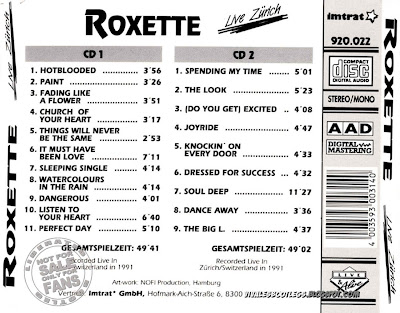 ROXETTE
Live Zürich
imtrat
920.022
CD 1
1. HOTBLOODED 3'56
2. PAINT 3'26
3. FADING LIKE
A FLOWER 3'51
4. CHURCH OF
YOUR HEART 3'17
5. THINGS WILL NEVER
BE THE SAME 2'53
6. IT MUST HAVE
BEEN LOVE 7'11
7. SLEEPING SINGLE 4'14
8. WATERCOLOURS
IN THE RAIN 4'14
9. DANGEROUS 4'01
10. LISTEN TO
YOUR HEART 6'40
11. PERFECT DAY 5'10
GESAMTSPIELZEIT: 49'41
Recorded Live In
Switzerland in 1991
CD 2
1. SPENDING MY TIME 5'01
2. THE LOOK 5'23
3. (DO YOU GET) EXCITED 4'08
4. JOYRIDE 4'47
5. KNOCKIN' ON
EVERY DOOR 4'33
6. DRESSED FOR SUCCESS 4'32
7. SOUL DEEP 11'27
8. DANCE AWAY 3'36
9. THE BIG L. 4'37
GESAMTSPIELZEIT: 49'02
Recorded Live In
Zürich/Switzerland in 1991
Artwork: NOFI Production, Hamburg
Imtrat GmbH, Hofmark-Aich-Straße 6, 8300
COMPACT
disc
DIGITAL AUDIO
STEREO/MONO
AAD
DIGITAL
MASTERING
4 003593 003140
LIVE
& Alive
NOT FOR
SALE
ONLY FOR
FANS
ROXETTE
Live Zürich
ROXETTE
Live Zürich